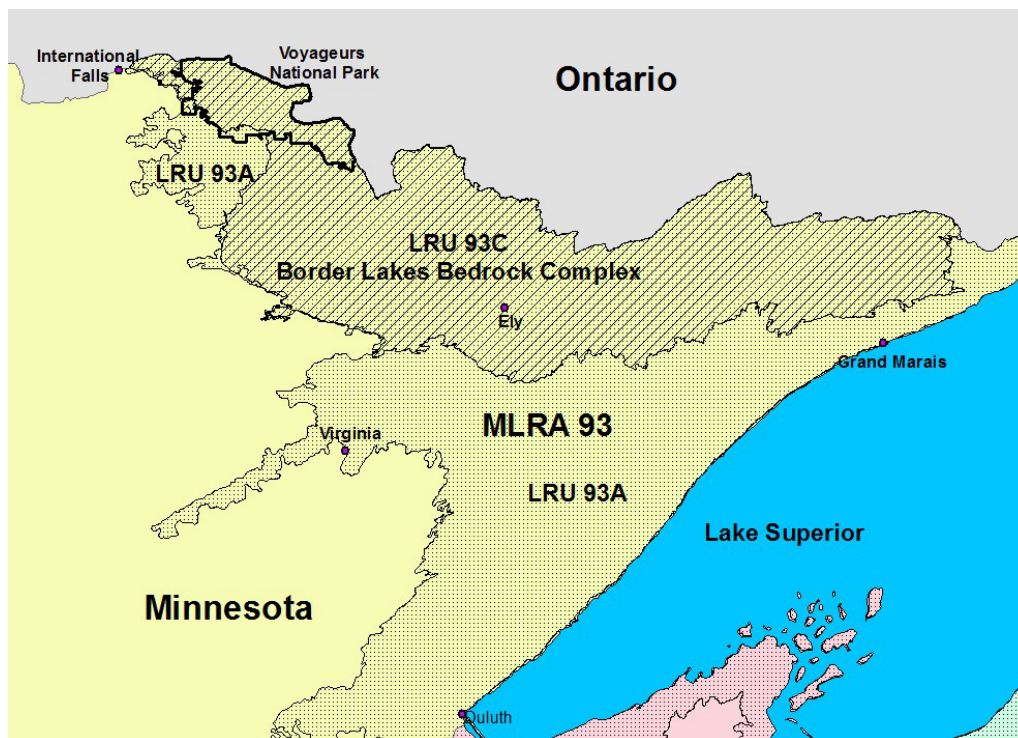 International
Falls
Voyageurs
National Park
Ontario
LRU 93A
LRU 93C
Border Lakes Bedrock Complex
Ely
Grand Marais
MLRA 93
Virginia
LRU 93A
Lake Superior
Minnesota
Duluth